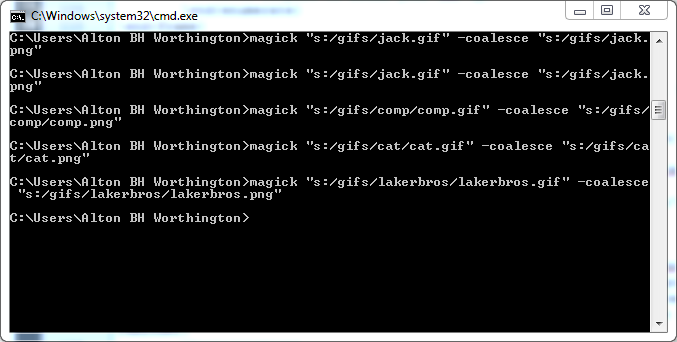 C:\Windows\system32\cmd.exe
C:\Users\Alton BH Worthington>magick "s:/gifs/jack.gif" -coalesce "s:/gifs/jack.
png"
C:\Users\Alton BH Worthington>magick "s:/gifs/jack.gif" -coalesce "s:/gifs/jack.
png"
C:\Users\Alton BH Worthington>magick "s:/gifs/comp/comp.gif" -coalesce "s:/gifs/
comp/comp.png"
C:\Users\Alton BH Worthington>magick "s:/gifs/cat/cat.gif" -coalesce "s:/gifs/ca
t/cat.png"
C:\Users\Alton BH Worthington>magick "s:/gifs/lakerbros/lakerbros.gif" -coalesce
 "s:/gifs/lakerbros/lakerbros.png"
C:\Users\Alton BH Worthington>